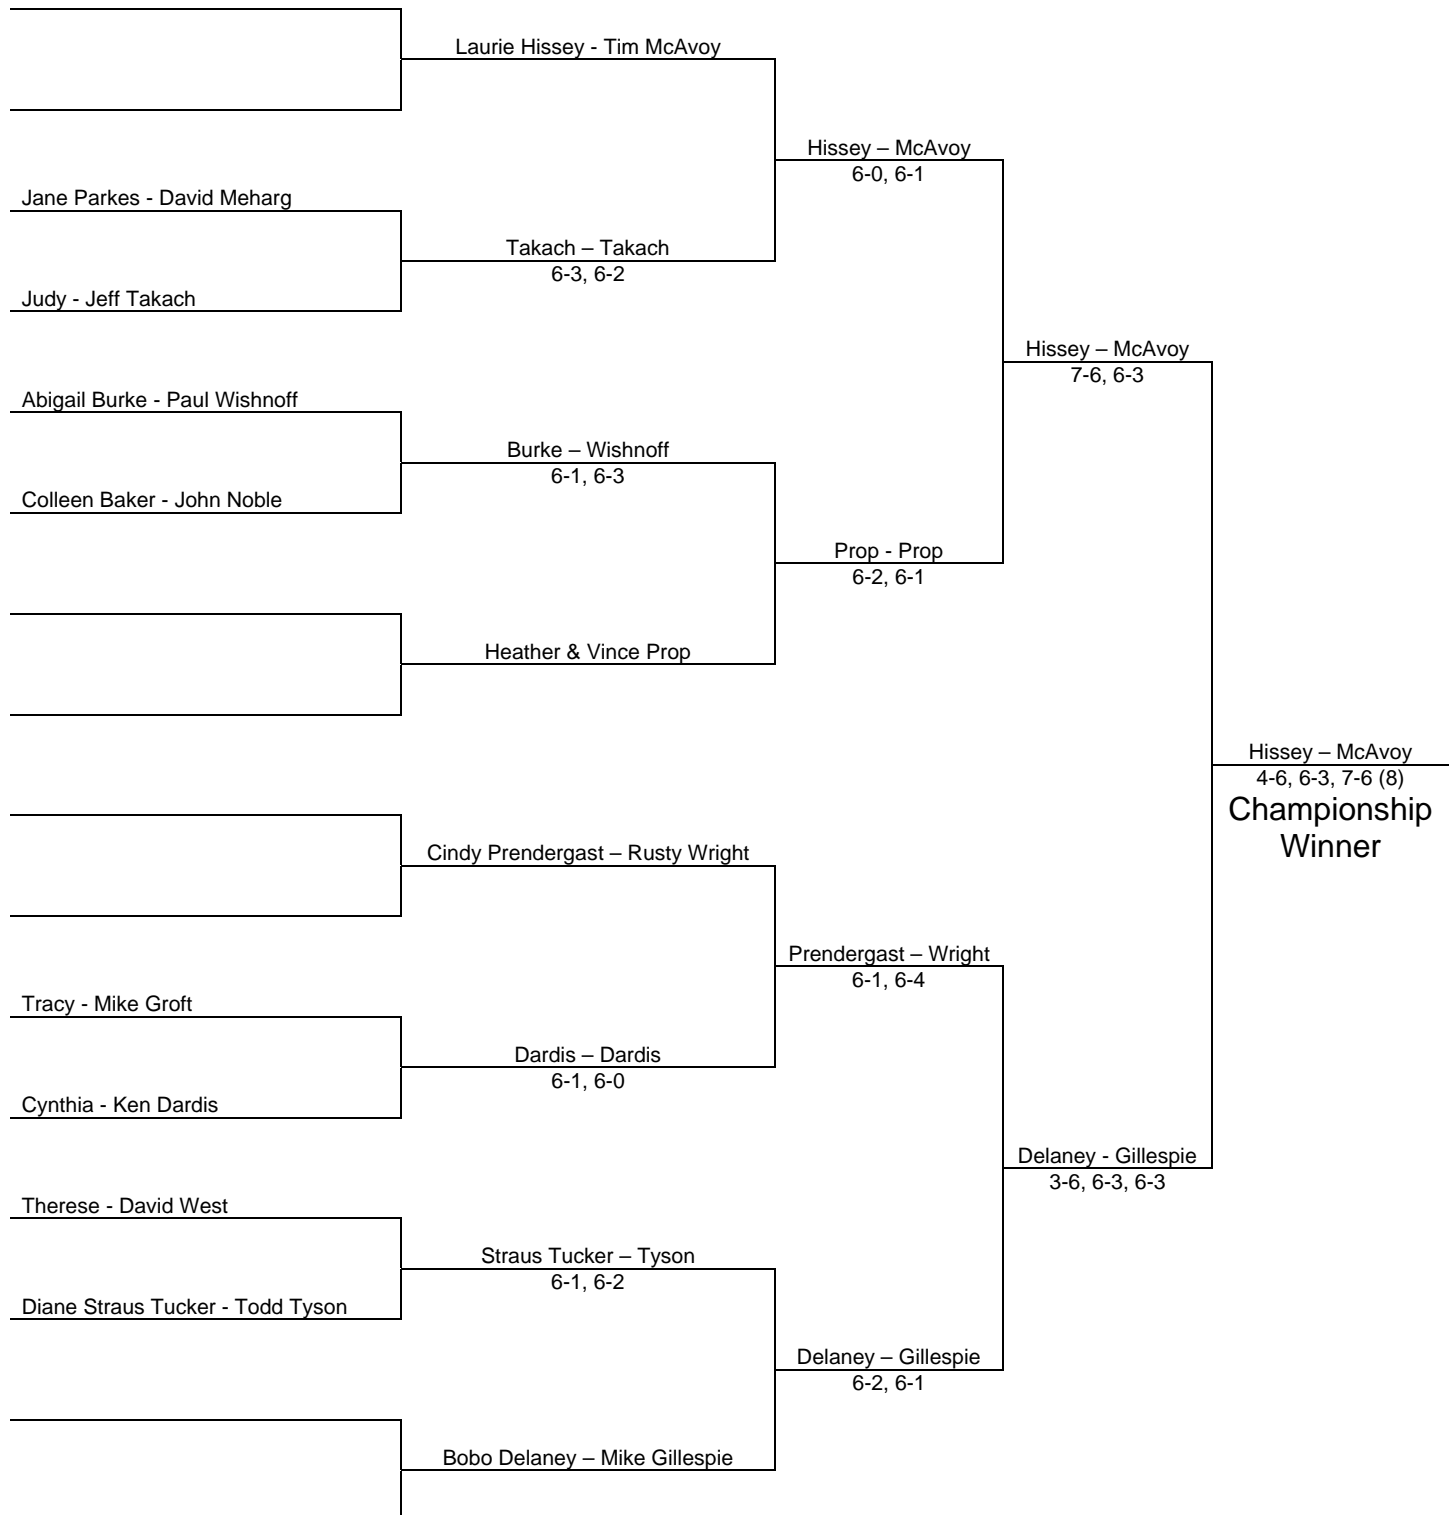 Laurie Hissey - Tim McAvoy
Hissey – McAvoy
6-0, 6-1
Jane Parkes - David Meharg
Takach – Takach
6-3, 6-2
Judy - Jeff Takach
Hissey – McAvoy
7-6, 6-3
Abigail Burke - Paul Wishnoff
Burke – Wishnoff
6-1, 6-3
Colleen Baker - John Noble
Prop - Prop
6-2, 6-1
Heather & Vince Prop
Hissey – McAvoy
4-6, 6-3, 7-6 (8)
Championship
Winner
Cindy Prendergast – Rusty Wright
Prendergast – Wright
6-1, 6-4
Tracy - Mike Groft
Dardis – Dardis
6-1, 6-0
Cynthia - Ken Dardis
Delaney - Gillespie
3-6, 6-3, 6-3
Therese - David West
Straus Tucker – Tyson
6-1, 6-2
Diane Straus Tucker - Todd Tyson
Delaney – Gillespie
6-2, 6-1
Bobo Delaney – Mike Gillespie